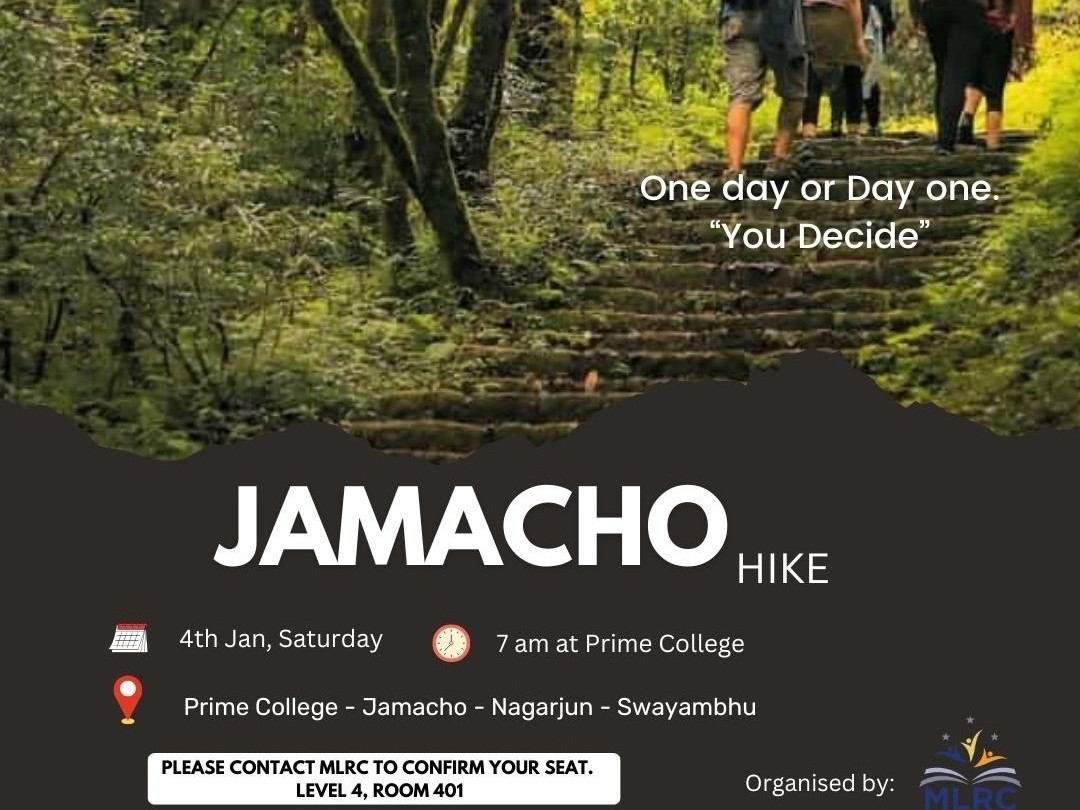 One day or Day one.
“You Decide”
JAMACHO
HIKE
4th Jan, Saturday
7 am at Prime College
Prime College - Jamacho - Nagarjun - Swayambhu
PLEASE CONTACT MLRC TO CONFIRM YOUR SEAT.
LEVEL 4, ROOM 401
Organised by:
MLRC